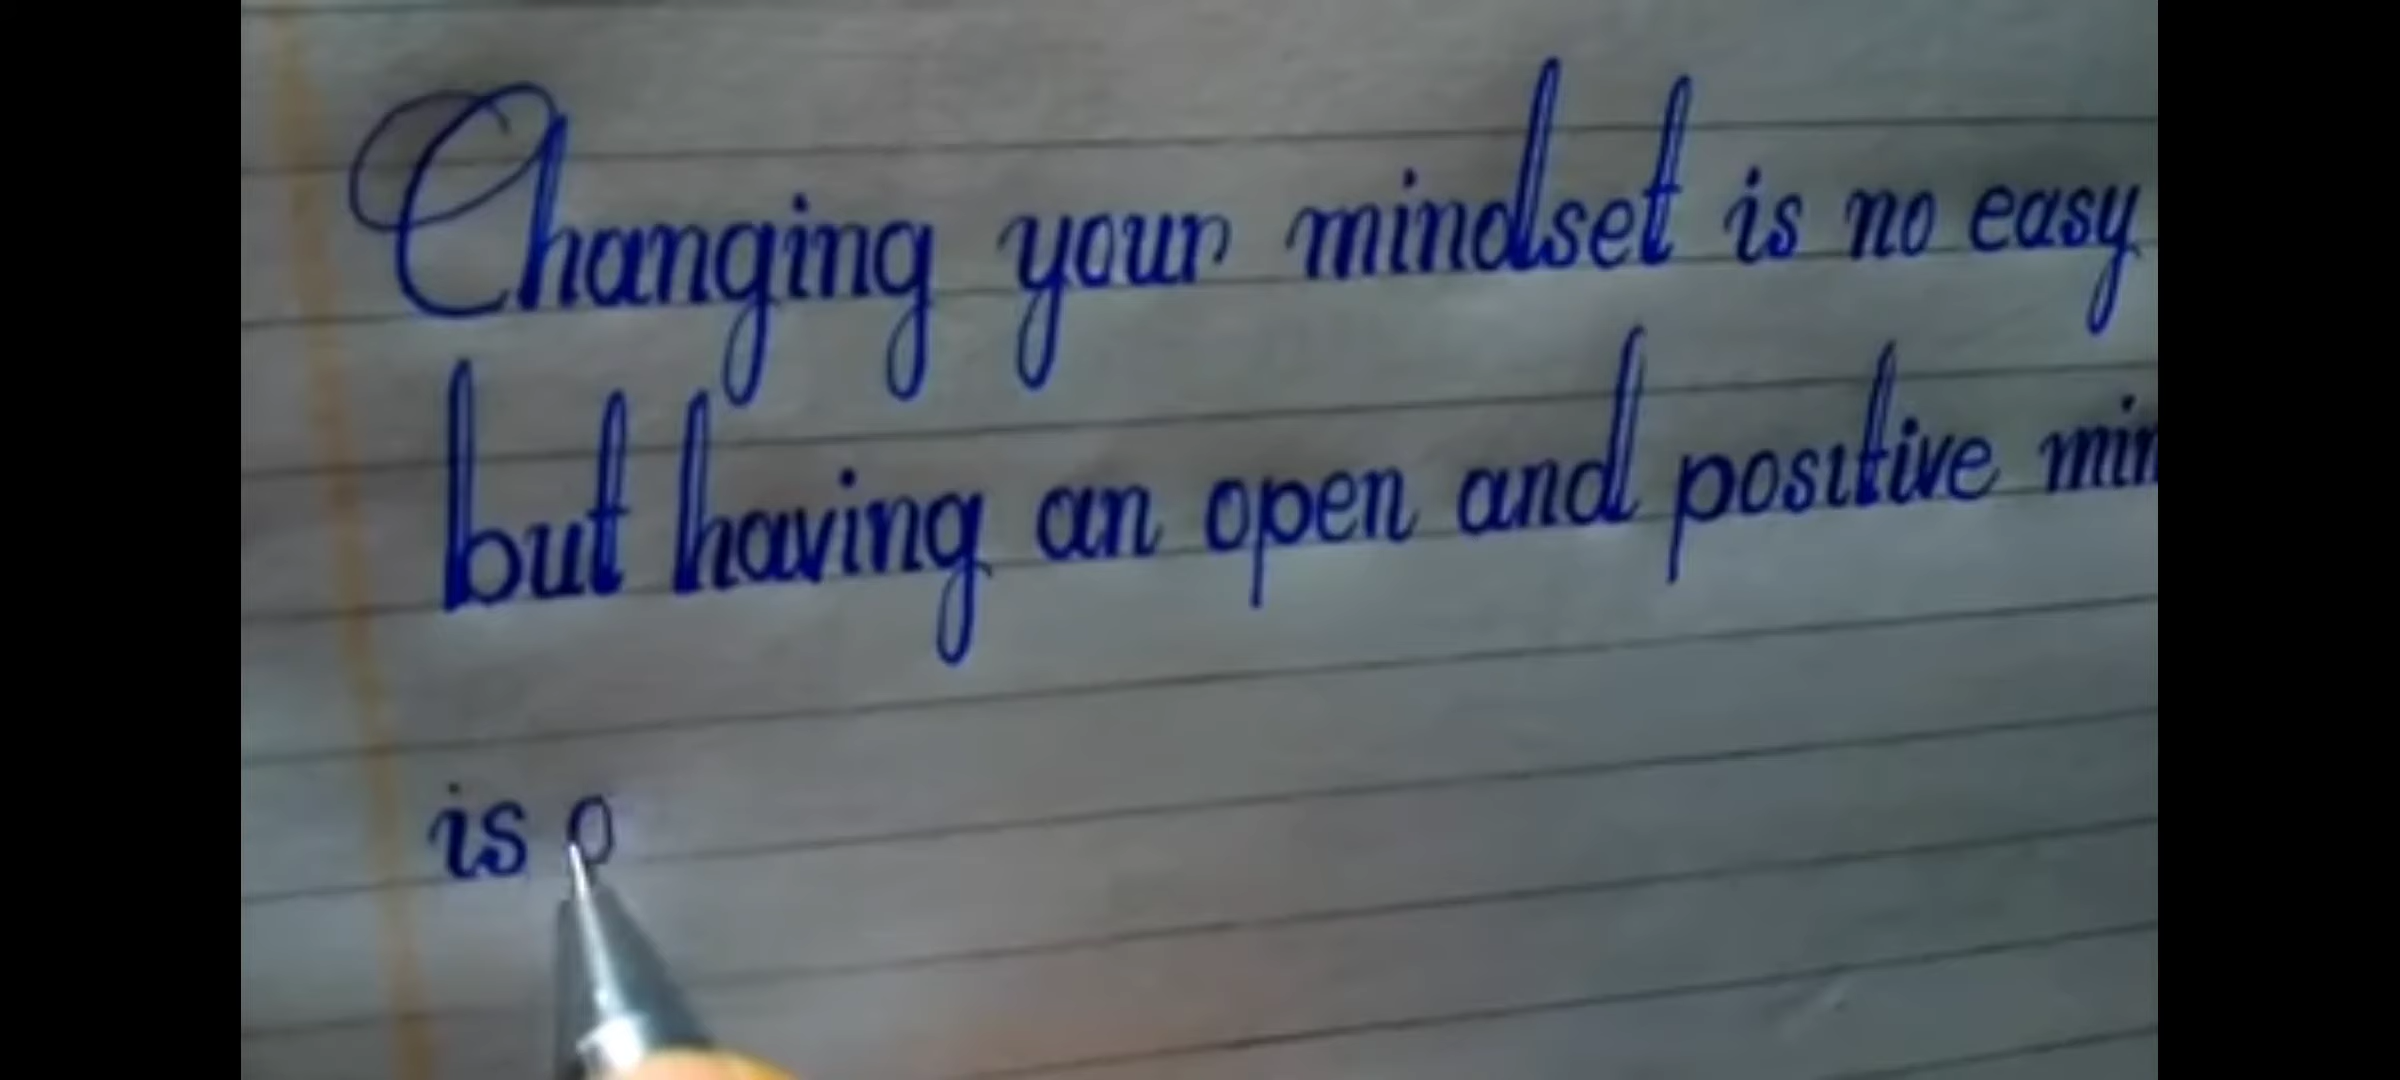 Changing your mindset is no easy
but having an open and positive
is